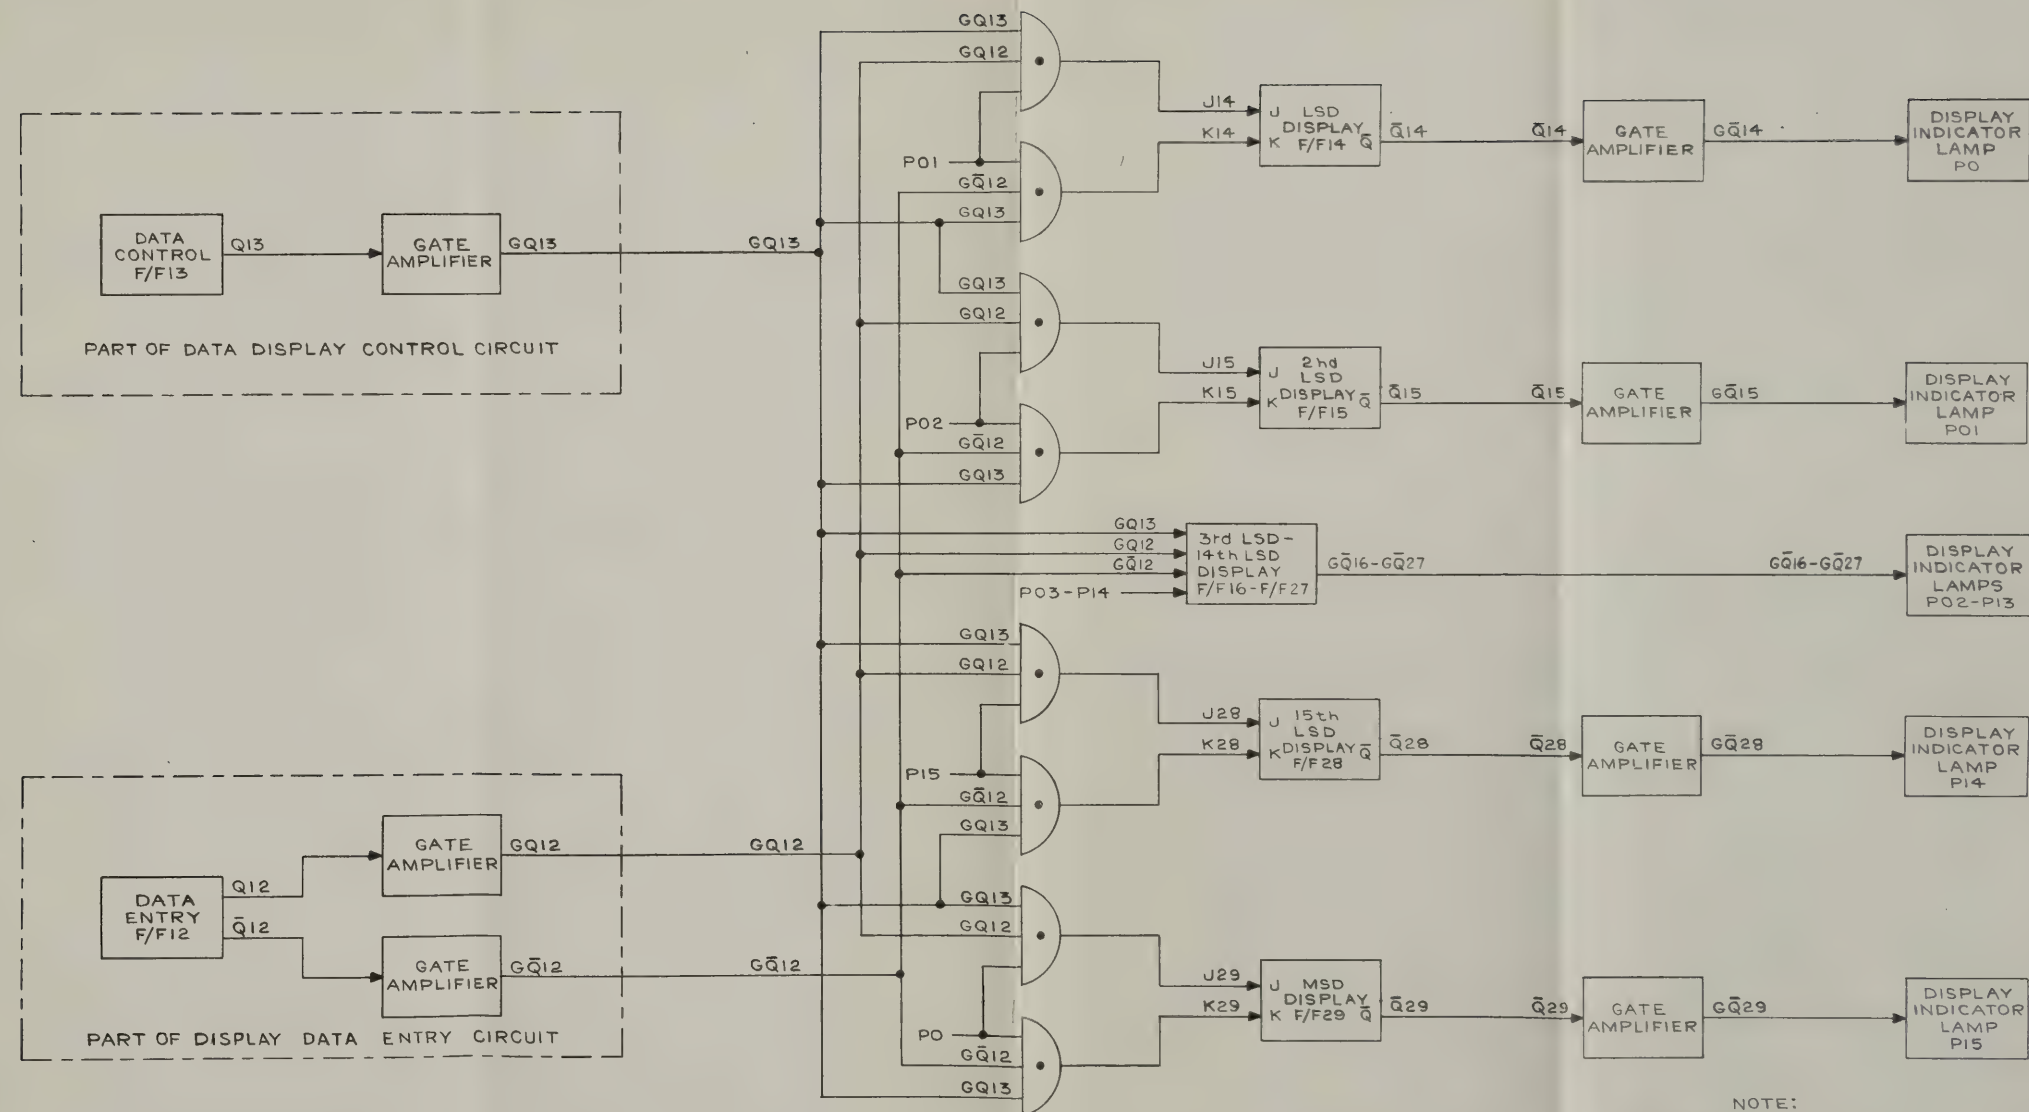 DATA
CONTROL
F/F13
Q13
GATE
AMPLIFIER
GQ13
GQ13
PART OF DATA DISPLAY CONTROL CIRCUIT
DATA
ENTRY
F/F12
Q12
Q̄12
GATE
AMPLIFIER
GQ12
GQ12
GATE
AMPLIFIER
GQ̄12
GQ̄12
PART OF DISPLAY DATA ENTRY CIRCUIT
GQ13
GQ12
PO1
GQ̄12
GQ13
J14
K14
J LSD
DISPLAY
K F/F14 Q̄
Q̄14
Q̄14
GATE
AMPLIFIER
GQ̄14
DISPLAY
INDICATOR
LAMP
PO
GQ13
GQ12
PO2
GQ̄12
GQ13
J15
K15
2nd
J LSD
K DISPLAY Q̄
F/F15
Q̄15
Q̄15
GATE
AMPLIFIER
GQ̄15
DISPLAY
INDICATOR
LAMP
PO1
GQ13
GQ12
GQ̄12
PO3-P14
3rd LSD-
14th LSD
DISPLAY
F/F16-F/F27
GQ̄16-GQ̄27
GQ̄16-GQ̄27
DISPLAY
INDICATOR
LAMPS
PO2-P13
GQ13
GQ12
P15
GQ̄12
GQ13
J28
K28
15th
J LSD
K DISPLAY Q̄
F/F28
Q̄28
Q̄28
GATE
AMPLIFIER
GQ̄28
DISPLAY
INDICATOR
LAMP
P14
GQ13
GQ12
PO
GQ̄12
GQ13
J29
K29
J MSD
DISPLAY
K F/F29 Q̄
Q̄29
Q̄29
GATE
AMPLIFIER
GQ̄29
DISPLAY
INDICATOR
LAMP
P15
NOTE: